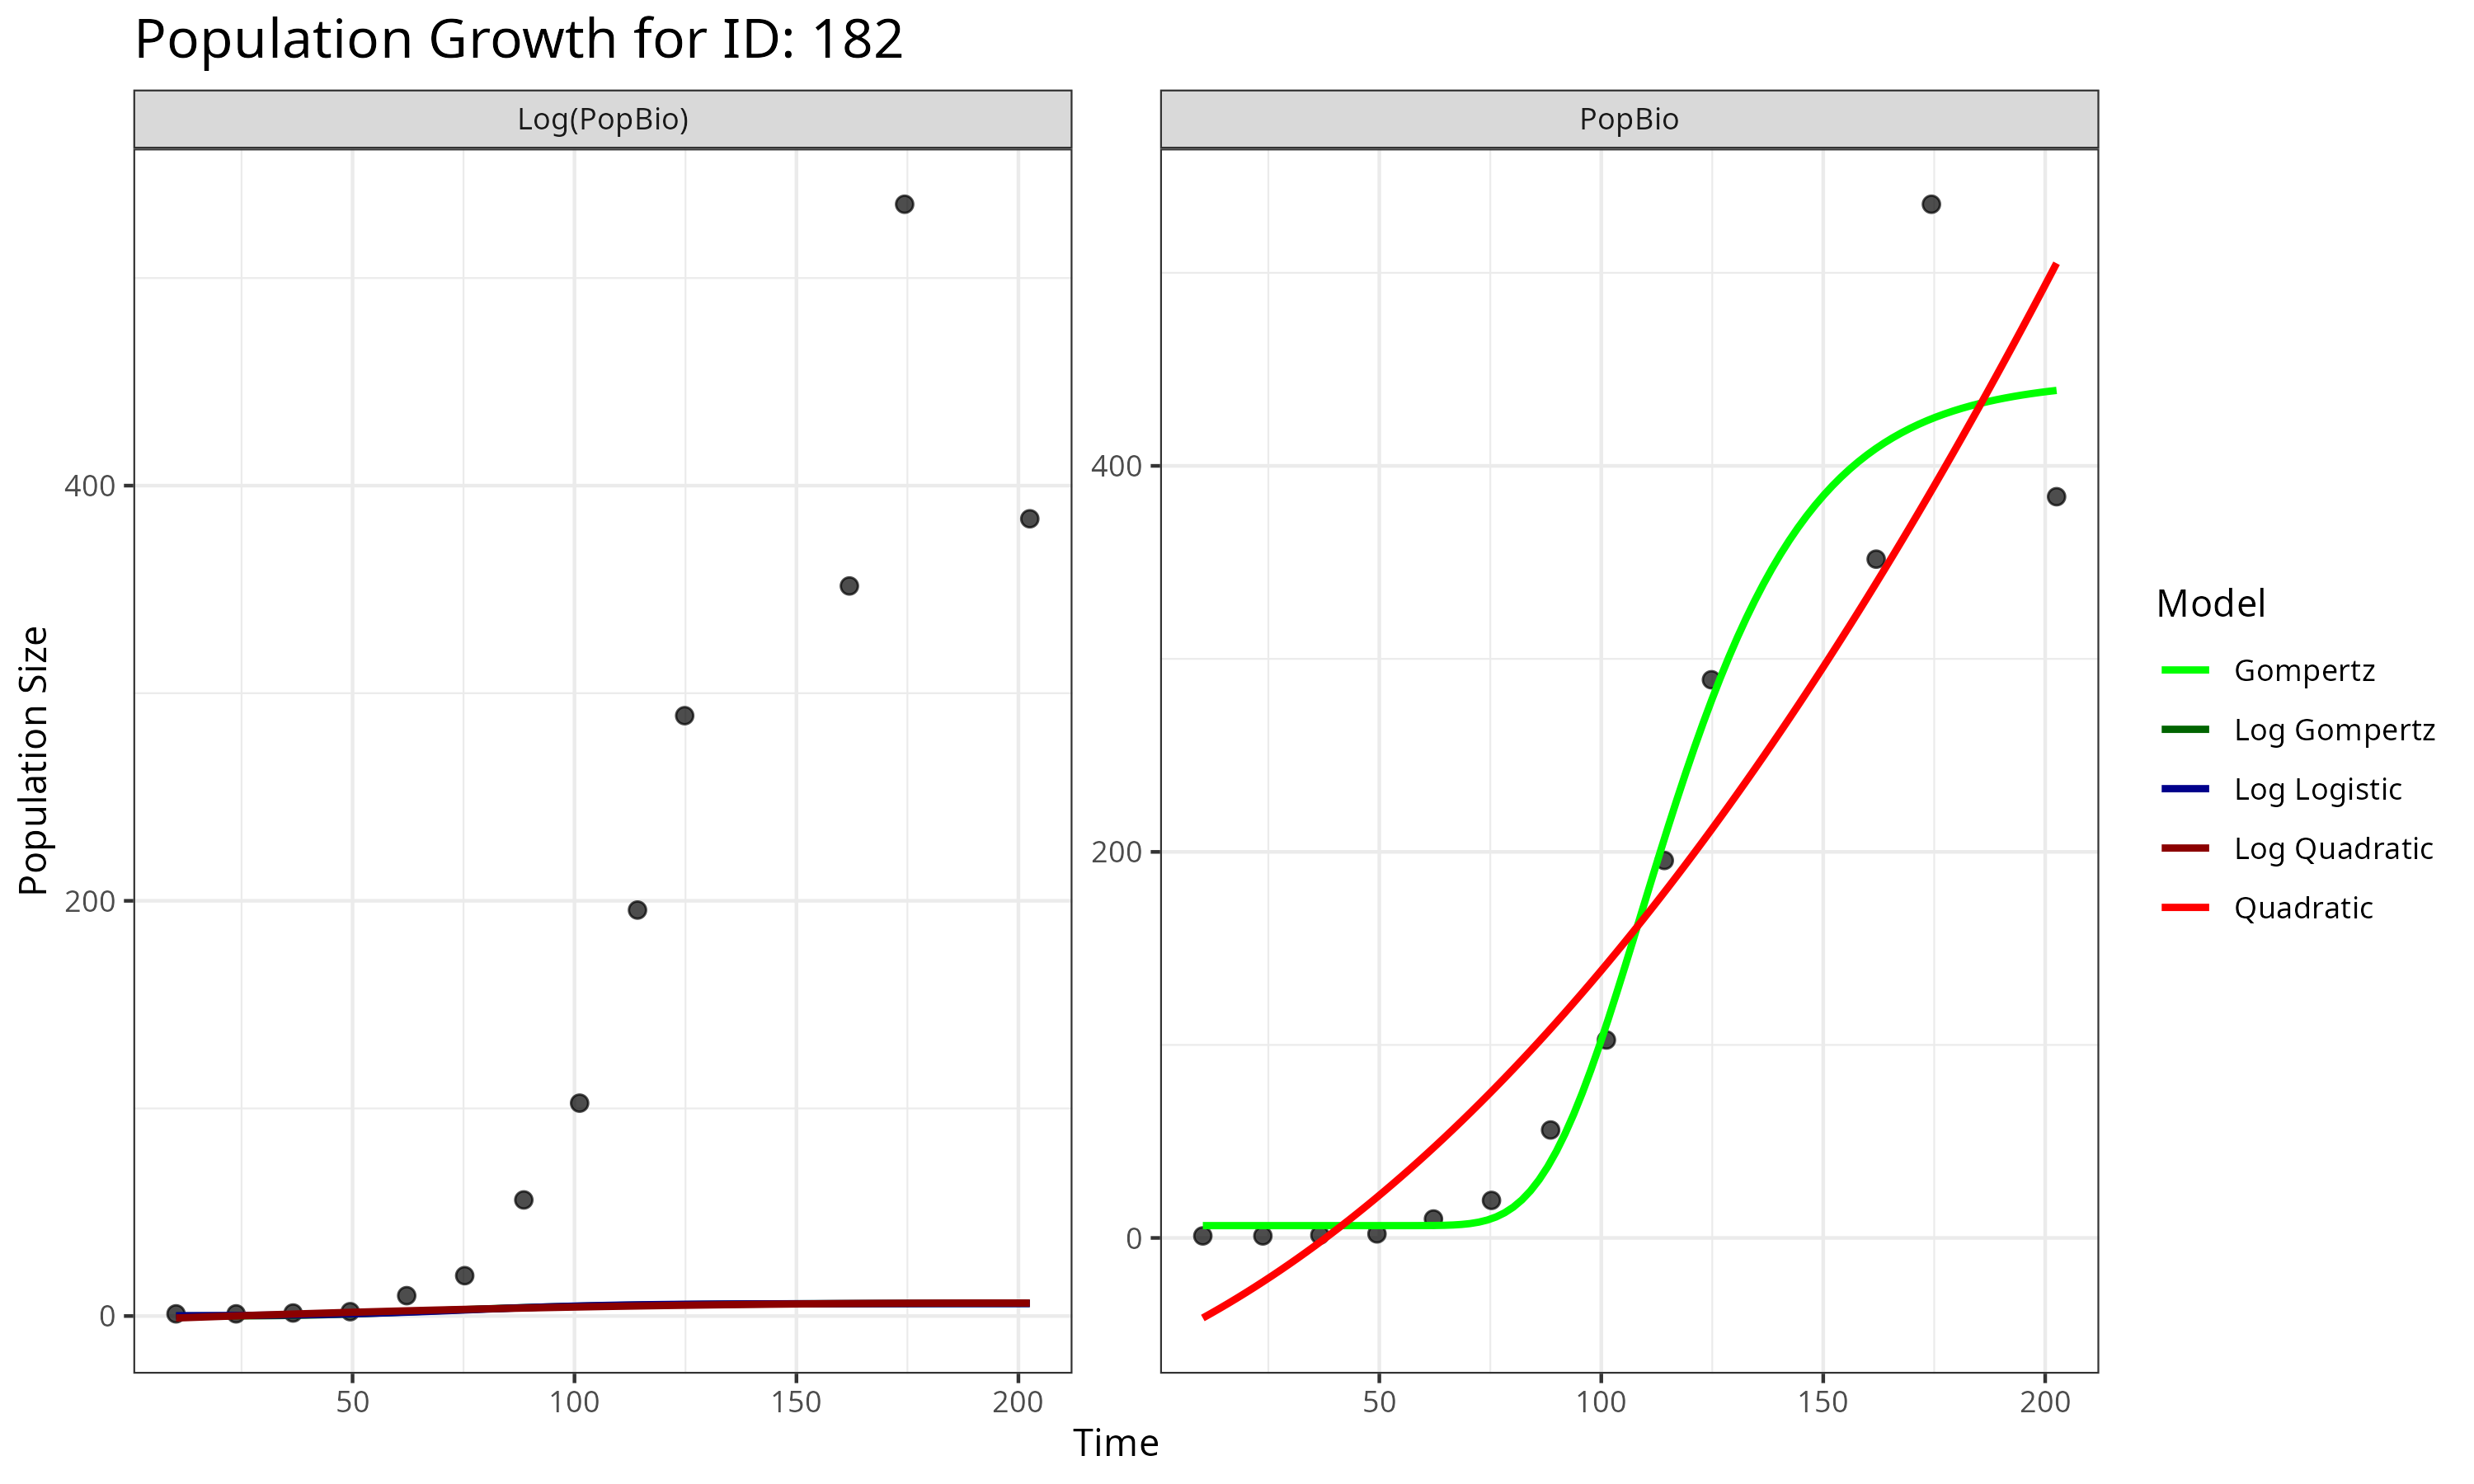 Population Growth for ID: 182
Log(PopBio)
PopBio
Population Size
400
200
0
400
200
0
50
100
150
200
50
100
150
200
Time
Model
Gompertz
Log Gompertz
Log Logistic
Log Quadratic
Quadratic